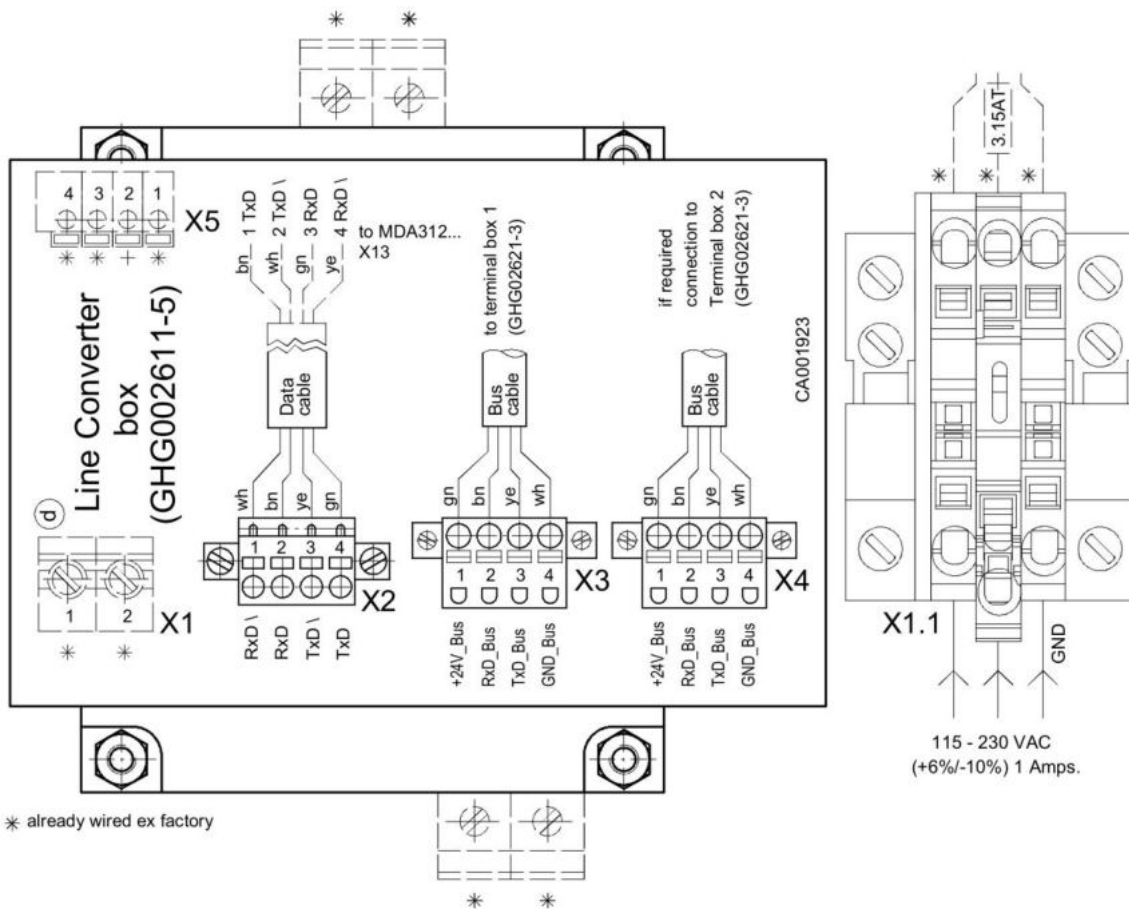 * *
3.15AT
* * *
4 3 2 1
X5
* * + *
1 TxD
2 TxD \
3 RxD
4 RxD \
to MDA312...
X13
bn
wh
gn
ye
Data
cable
wh
bn
ye
gn
1 2 3 4
X2
RxD \
RxD
TxD \
TxD
to terminal box 1
(GHG02621-3)
Bus
cable
gn
bn
ye
wh
1 2 3 4
X3
+24V_Bus
RxD_Bus
TxD_Bus
GND_Bus
if required
connection to
Terminal box 2
(GHG02621-3)
Bus
cable
gn
bn
ye
wh
1 2 3 4
X4
+24V_Bus
RxD_Bus
TxD_Bus
GND_Bus
CA001923
Line Converter
box
(GHG002611-5)
d
1 2
X1
* *
X1.1
GND
115 - 230 VAC
(+6%/-10%) 1 Amps.
* already wired ex factory
* *